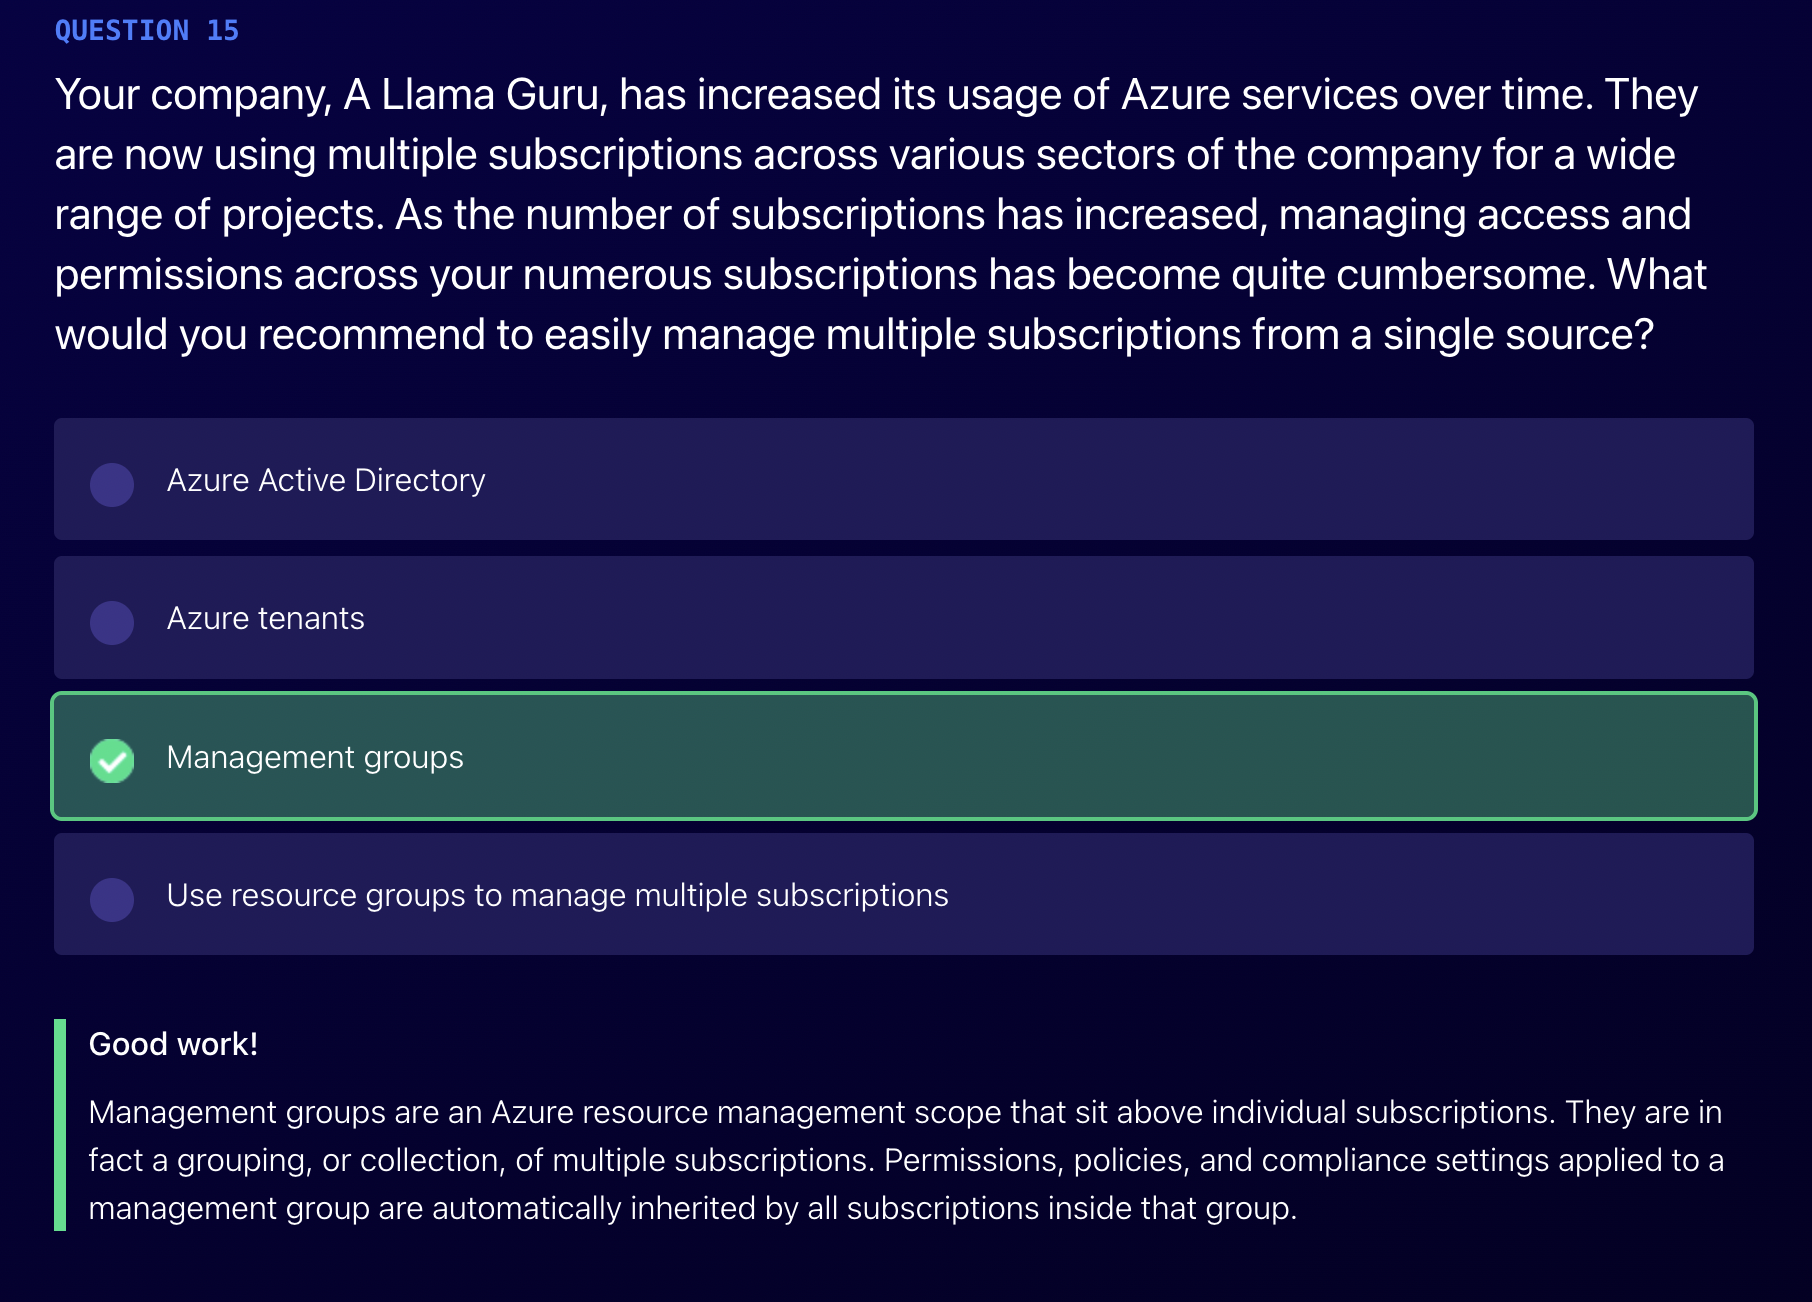 QUESTION 15
Your company, A Llama Guru, has increased its usage of Azure services over time. They
are now using multiple subscriptions across various sectors of the company for a wide
range of projects. As the number of subscriptions has increased, managing access and
permissions across your numerous subscriptions has become quite cumbersome. What
would you recommend to easily manage multiple subscriptions from a single source?
Azure Active Directory
Azure tenants
Management groups
Use resource groups to manage multiple subscriptions
Good work!
Management groups are an Azure resource management scope that sit above individual subscriptions. They are in
fact a grouping, or collection, of multiple subscriptions. Permissions, policies, and compliance settings applied to a
management group are automatically inherited by all subscriptions inside that group.